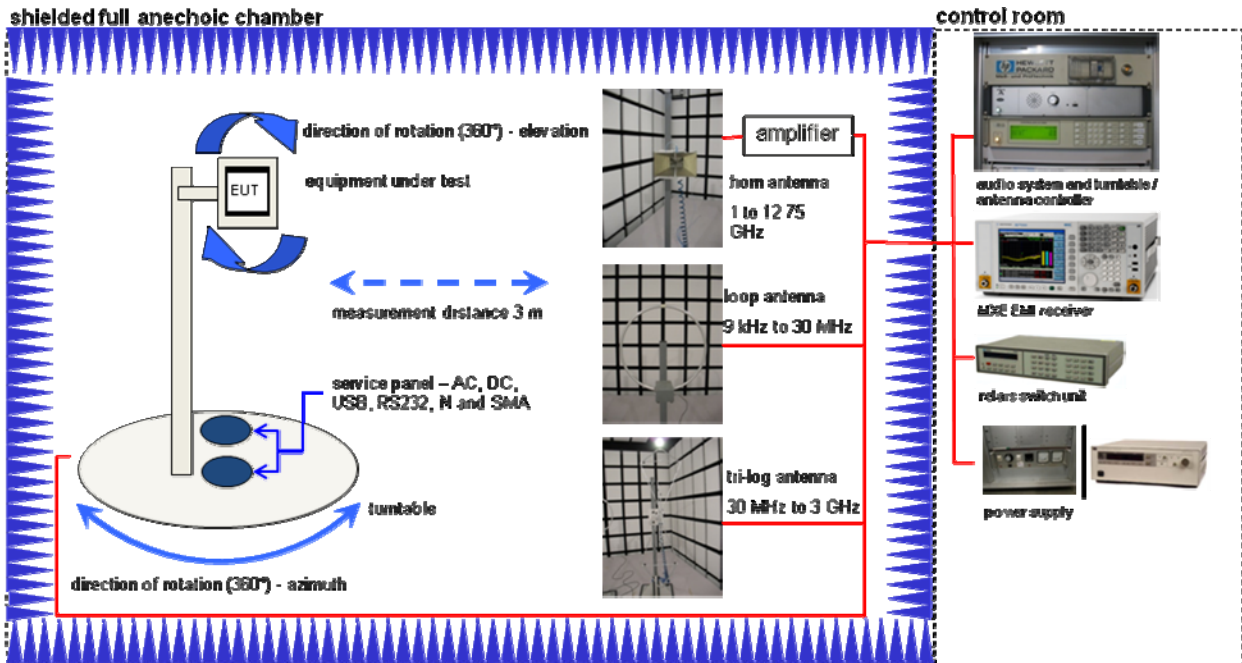 shielded full anechoic chamber
control room
direction of rotation (360°) - elevation
EUT
equipment under test
measurement distance 3 m
service panel – AC, DC,
USB, RS232, N and SMA
turntable
direction of rotation (360°) - azimuth
amplifier
horn antenna
1 to 12 75
GHz
loop antenna
9 kHz to 30 MHz
tri-log antenna
30 MHz to 3 GHz
HEWLETT
PACKARD
audio system and turntable /
antenna controller
MXE EMI receiver
relais switch unit
power supply